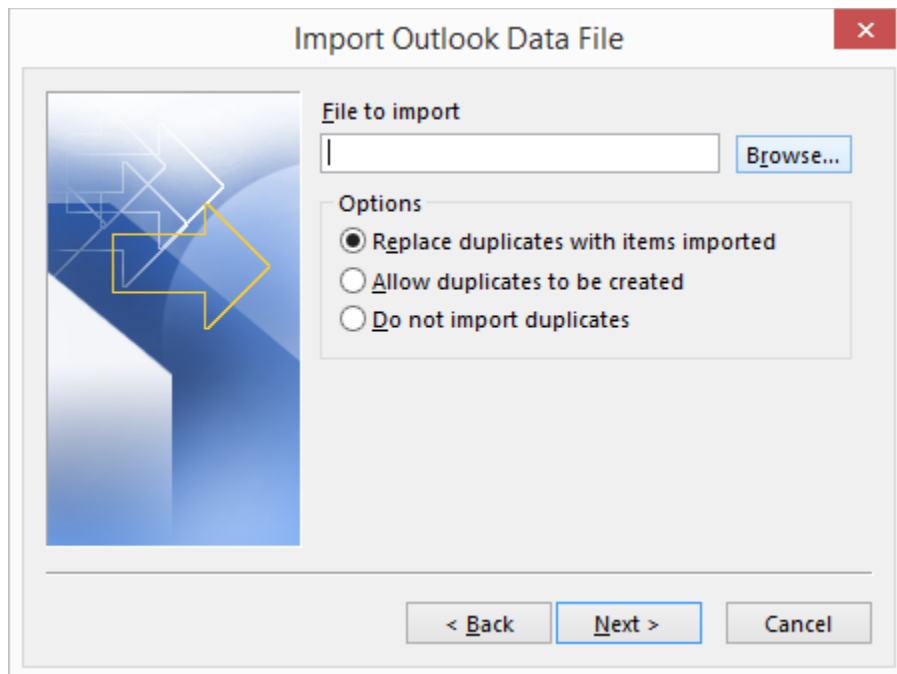 Import Outlook Data File
File to import
Browse...
Options
Replace duplicates with items imported
Allow duplicates to be created
Do not import duplicates
< Back
Next >
Cancel